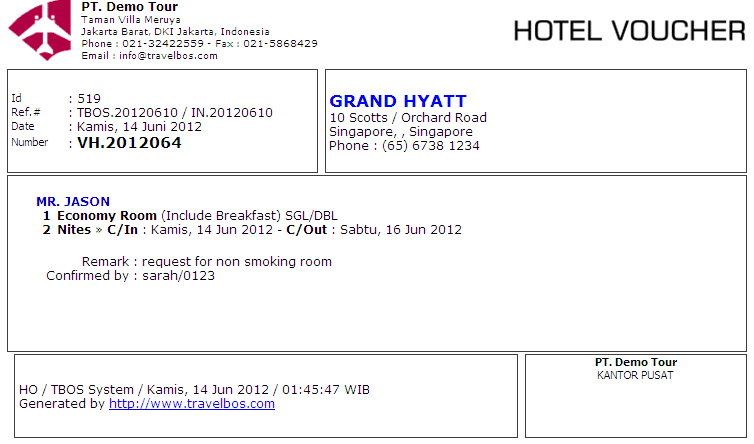 PT. Demo Tour
Taman Villa Meruya
Jakarta Barat, DKI Jakarta, Indonesia
Phone : 021-32422559 - Fax : 021-5868429
Email : info@travelbos.com
HOTEL VOUCHER
Id : 519
Ref.# : TBOS.20120610 / IN.20120610
Date : Kamis, 14 Juni 2012
Number : VH.2012064
GRAND HYATT
10 Scotts / Orchard Road
Singapore, , Singapore
Phone : (65) 6738 1234
MR. JASON
1 Economy Room (Include Breakfast) SGL/DBL
2 Nites » C/In : Kamis, 14 Jun 2012 - C/Out : Sabtu, 16 Jun 2012
Remark : request for non smoking room
Confirmed by : sarah/0123
HO / TBOS System / Kamis, 14 Jun 2012 / 01:45:47 WIB
Generated by http://www.travelbos.com
PT. Demo Tour
KANTOR PUSAT